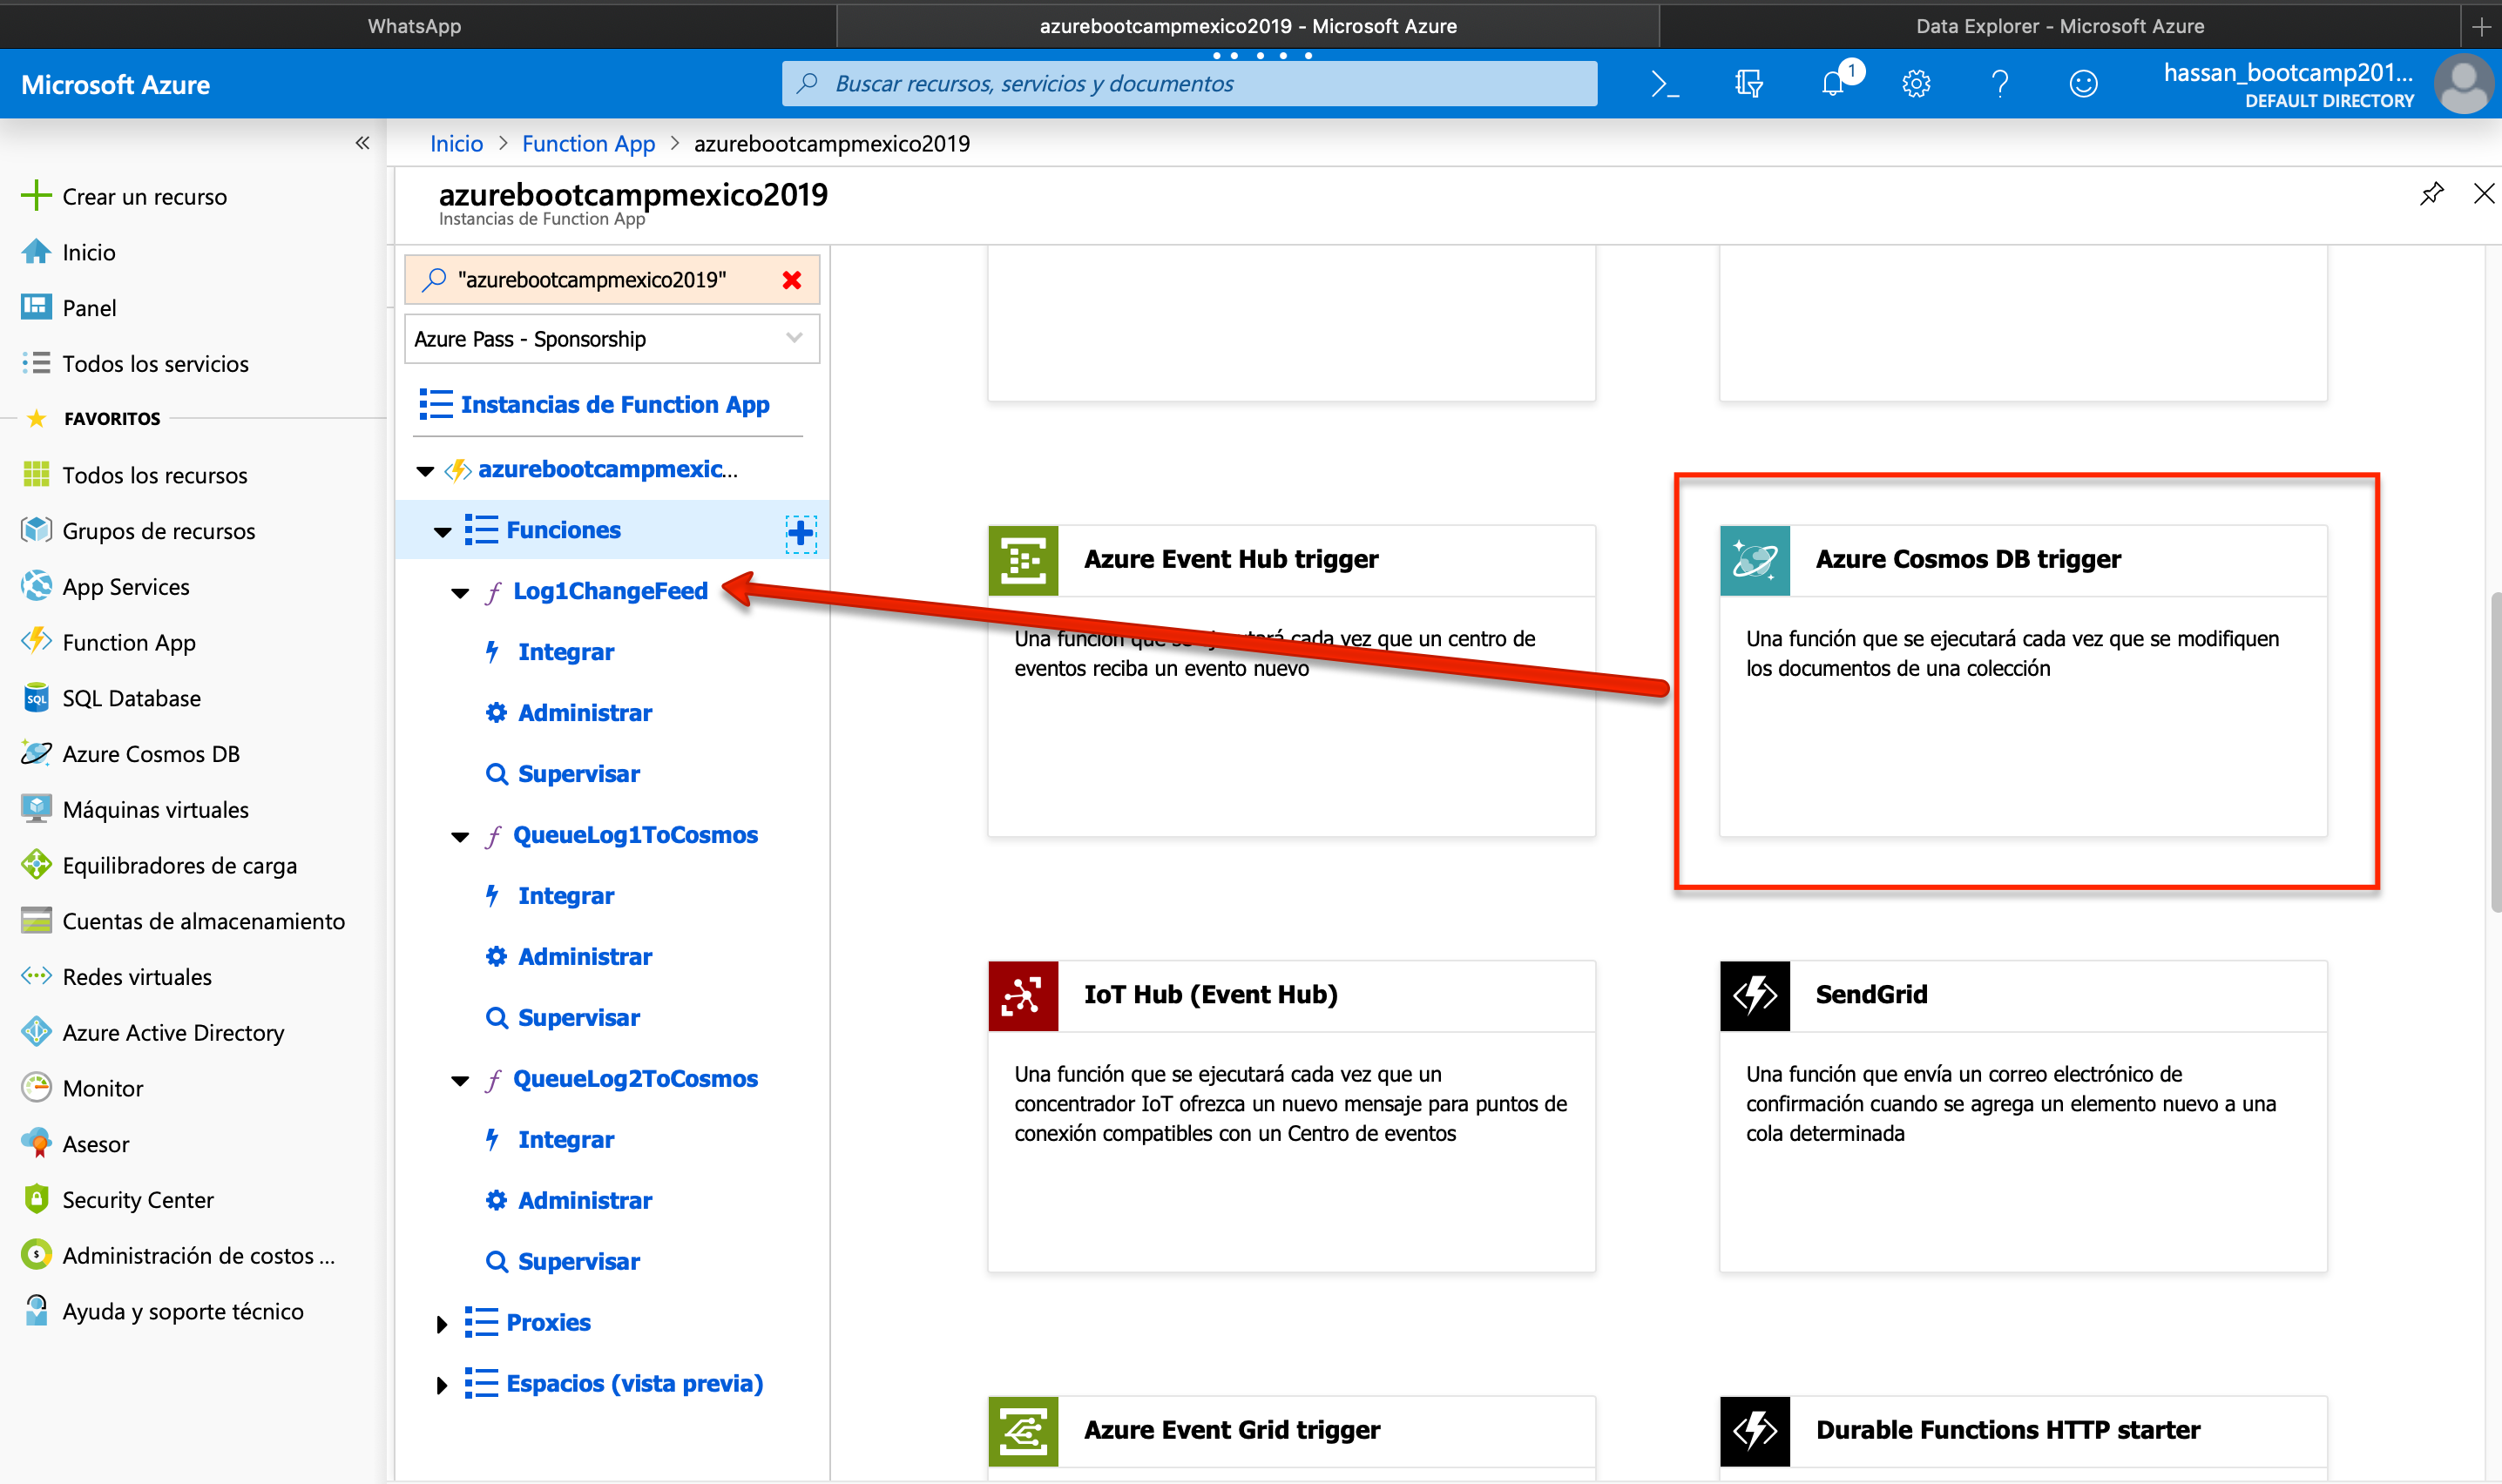 WhatsApp
azurebootcampmexico2019 - Microsoft Azure
Data Explorer - Microsoft Azure
Microsoft Azure
Buscar recursos, servicios y documentos
1
hassan_bootcamp201...
DEFAULT DIRECTORY
Inicio > Function App > azurebootcampmexico2019
azurebootcampmexico2019
Instancias de Function App
Crear un recurso
Inicio
Panel
Todos los servicios
FAVORITOS
Todos los recursos
Grupos de recursos
App Services
Function App
SQL Database
Azure Cosmos DB
Máquinas virtuales
Equilibradores de carga
Cuentas de almacenamiento
Redes virtuales
Azure Active Directory
Monitor
Asesor
Security Center
Administración de costos ...
Ayuda y soporte técnico
"azurebootcampmexico2019"
Azure Pass - Sponsorship
Instancias de Function App
azurebootcampmexic...
Funciones
Log1ChangeFeed
Integrar
Administrar
Supervisar
QueueLog1ToCosmos
Integrar
Administrar
Supervisar
QueueLog2ToCosmos
Integrar
Administrar
Supervisar
Proxies
Espacios (vista previa)
Azure Event Hub trigger
Una función que se ejecutará cada vez que un centro de
eventos reciba un evento nuevo
Azure Cosmos DB trigger
Una función que se ejecutará cada vez que se modifiquen
los documentos de una colección
IoT Hub (Event Hub)
Una función que se ejecutará cada vez que un
concentrador IoT ofrezca un nuevo mensaje para puntos de
conexión compatibles con un Centro de eventos
SendGrid
Una función que envía un correo electrónico de
confirmación cuando se agrega un elemento nuevo a una
cola determinada
Azure Event Grid trigger
Durable Functions HTTP starter